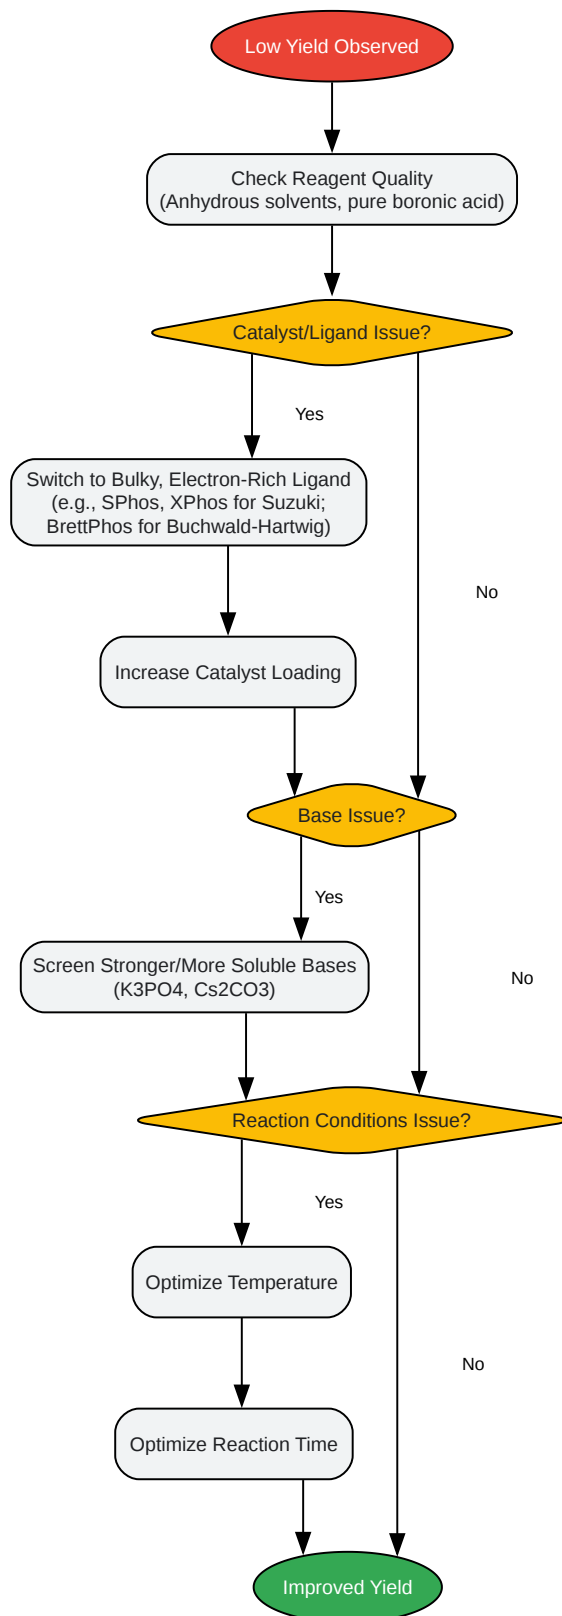 Low Yield Observed
Check Reagent Quality
(Anhydrous solvents, pure boronic acid)
Catalyst/Ligand Issue?
Yes
Switch to Bulky, Electron-Rich Ligand
(e.g., SPhos, XPhos for Suzuki;
BrettPhos for Buchwald-Hartwig)
No
Increase Catalyst Loading
Base Issue?
Yes
Screen Stronger/More Soluble Bases
(K3PO4, Cs2CO3)
No
Reaction Conditions Issue?
Yes
Optimize Temperature
No
Optimize Reaction Time
Improved Yield